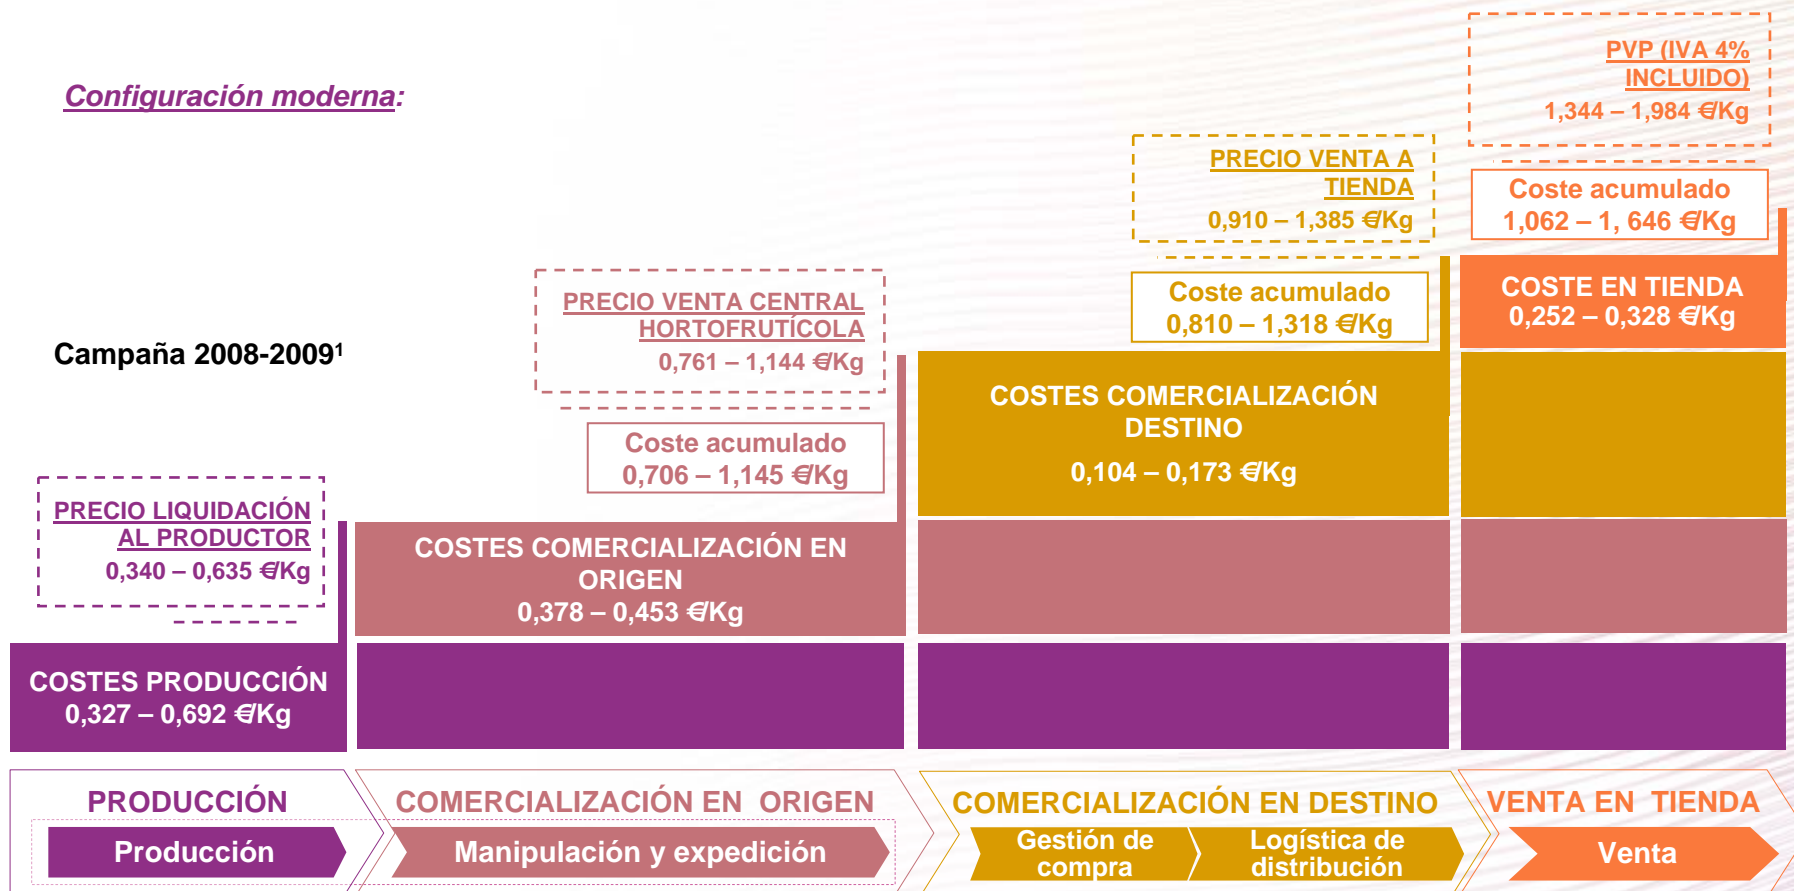 Configuración moderna:
Campaña 2008-2009¹
PRECIO LIQUIDACIÓN
AL PRODUCTOR
0,340 – 0,635 €/Kg
COSTES PRODUCCIÓN
0,327 – 0,692 €/Kg
PRECIO VENTA CENTRAL
HORTOFRUTÍCOLA
0,761 – 1,144 €/Kg
Coste acumulado
0,706 – 1,145 €/Kg
COSTES COMERCIALIZACIÓN EN
ORIGEN
0,378 – 0,453 €/Kg
PRECIO VENTA A
TIENDA
0,910 – 1,385 €/Kg
Coste acumulado
0,810 – 1,318 €/Kg
COSTES COMERCIALIZACIÓN
DESTINO
0,104 – 0,173 €/Kg
PVP (IVA 4%
INCLUIDO)
1,344 – 1,984 €/Kg
Coste acumulado
1,062 – 1, 646 €/Kg
COSTE EN TIENDA
0,252 – 0,328 €/Kg
PRODUCCIÓN
Producción
COMERCIALIZACIÓN EN ORIGEN
Manipulación y expedición
COMERCIALIZACIÓN EN DESTINO
Gestión de
compra
Logística de
distribución
VENTA EN TIENDA
Venta